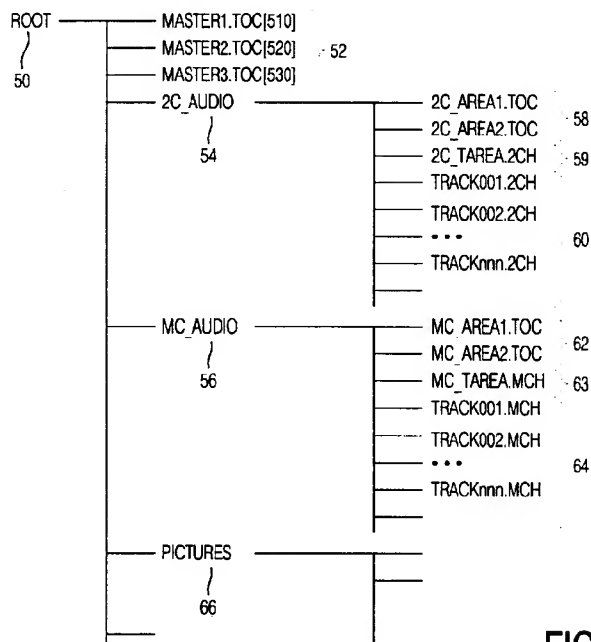 ROOT
50
MASTER1.TOC[510]
MASTER2.TOC[520]
MASTER3.TOC[530]
52
2C_AUDIO
54
2C_AREA1.TOC
2C_AREA2.TOC
58
2C_TAREA.2CH
59
TRACK001.2CH
TRACK002.2CH
• • •
60
TRACKnnn.2CH
MC_AUDIO
56
MC_AREA1.TOC
MC_AREA2.TOC
62
MC_TAREA.MCH
63
TRACK001.MCH
TRACK002.MCH
• • •
64
TRACKnnn.MCH
PICTURES
66
FIG